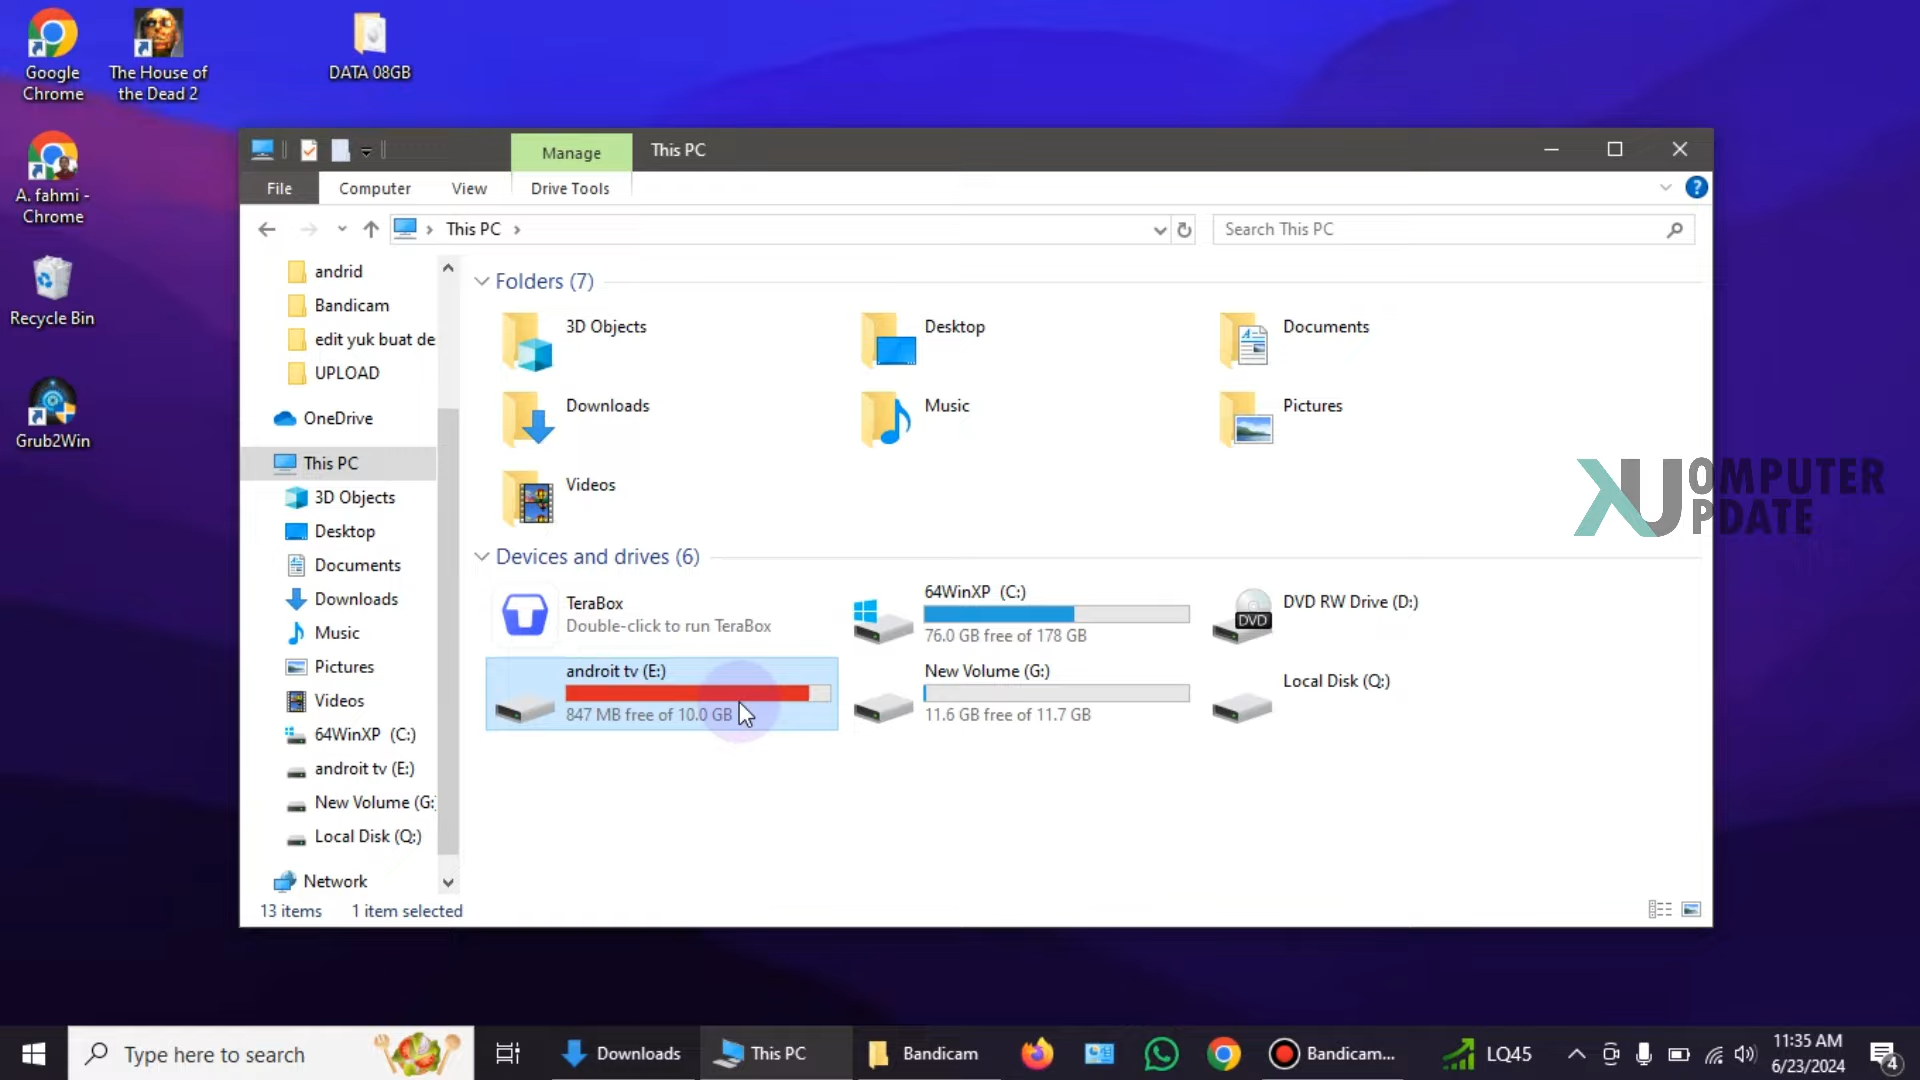 Google
Chrome
The House of
the Dead 2
DATA 08GB
A. fahmi -
Chrome
Recycle Bin
Grub2Win
Manage
This PC
File
Computer
View
Drive Tools
?
This PC
Search This PC
andrid
Bandicam
edit yuk buat de
UPLOAD
OneDrive
This PC
3D Objects
Desktop
Documents
Downloads
Music
Pictures
Videos
64WinXP (C:)
androit tv (E:)
New Volume (G:
Local Disk (Q:)
Network
Folders (7)
3D Objects
Desktop
Documents
Downloads
Music
Pictures
Videos
Devices and drives (6)
TeraBox
Double-click to run TeraBox
64WinXP (C:)
76.0 GB free of 178 GB
DVD
DVD RW Drive (D:)
androit tv (E:)
847 MB free of 10.0 GB
New Volume (G:)
11.6 GB free of 11.7 GB
Local Disk (Q:)
13 items
1 item selected
OMPUTER
UPDATE
Type here to search
Downloads
This PC
Bandicam
Bandicam...
LQ45
11:35 AM
6/23/2024
4